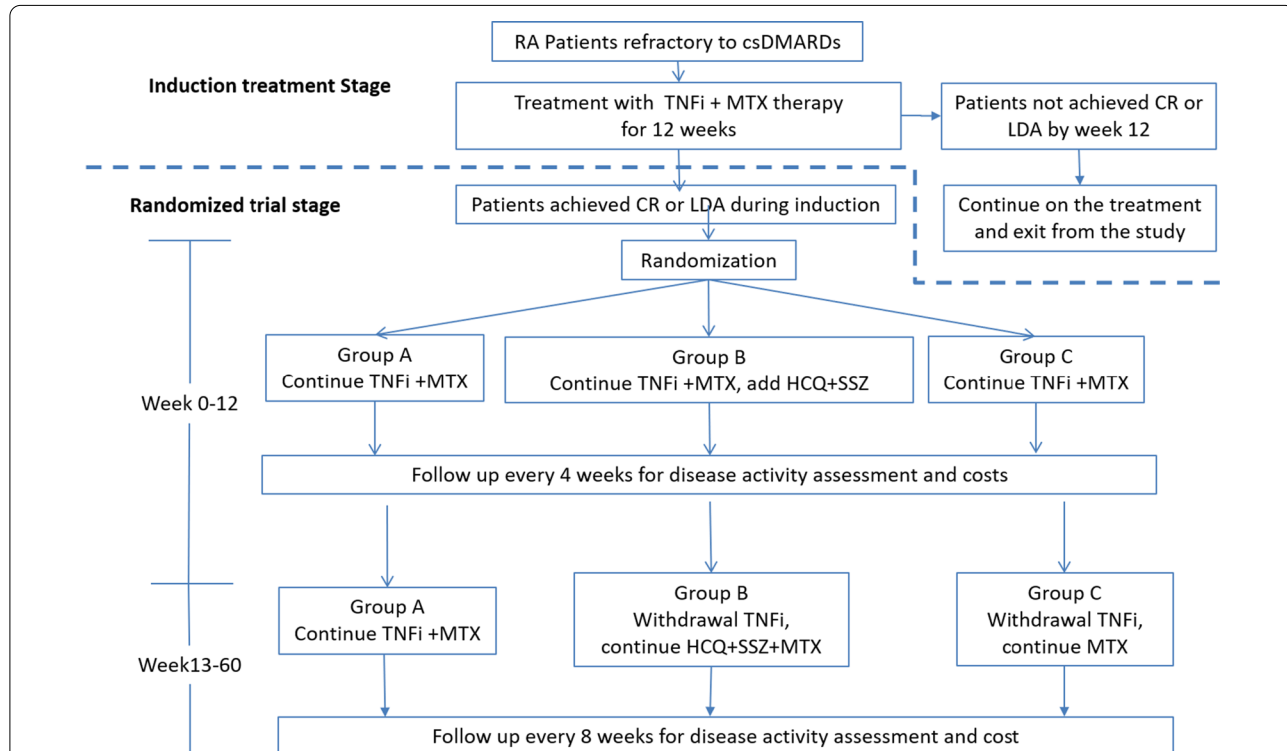 RA Patients refractory to csDMARDs
Induction treatment Stage
Treatment with TNFi + MTX therapy
for 12 weeks
Patients not achieved CR or
LDA by week 12
Randomized trial stage
Patients achieved CR or LDA during induction
Continue on the treatment
and exit from the study
Randomization
Week 0-12
Group A
Continue TNFi +MTX
Group B
Continue TNFi +MTX, add HCQ+SSZ
Group C
Continue TNFi +MTX
Follow up every 4 weeks for disease activity assessment and costs
Week13-60
Group A
Continue TNFi +MTX
Group B
Withdrawal TNFi,
continue HCQ+SSZ+MTX
Group C
Withdrawal TNFi,
continue MTX
Follow up every 8 weeks for disease activity assessment and cost